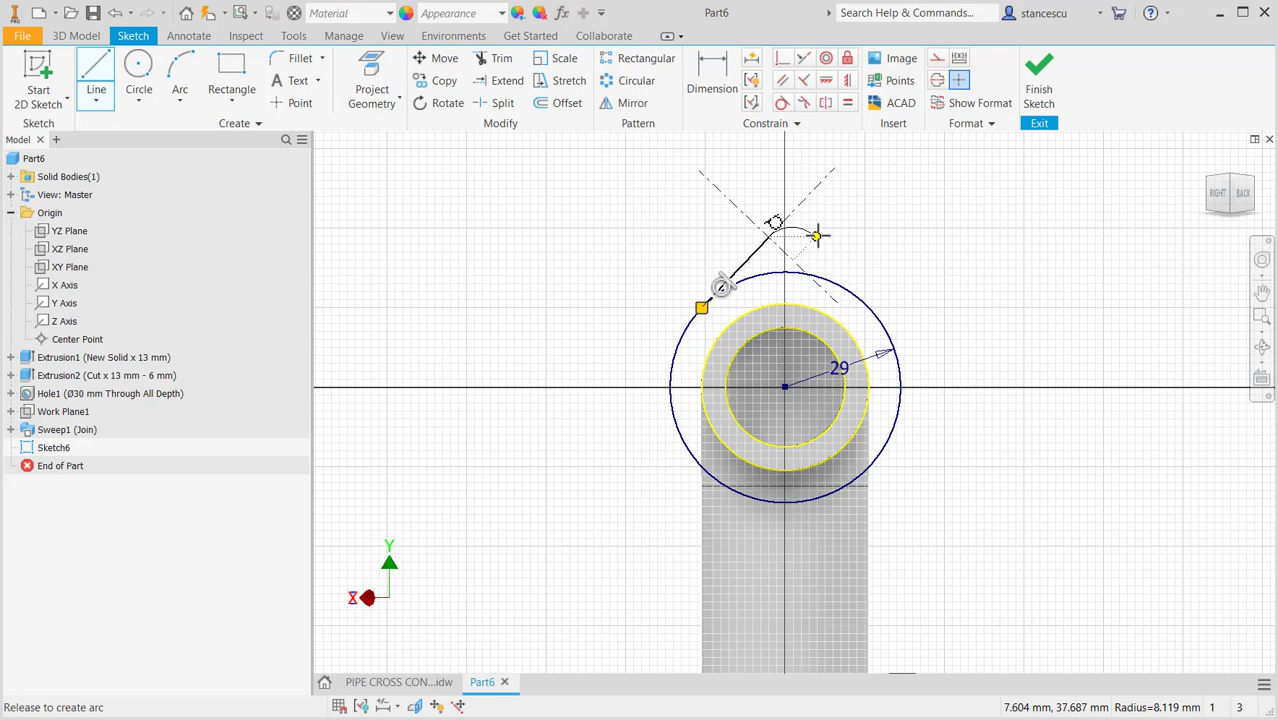 PRO
Material
Appearance
fx
Part6
Search Help & Commands...
stancescu
File
3D Model
Sketch
Annotate
Inspect
Tools
Manage
View
Environments
Get Started
Collaborate
Start
2D Sketch
Line
Circle
Arc
Rectangle
Fillet
Text
Point
Project
Geometry
Move
Copy
Rotate
Trim
Extend
Split
Scale
Stretch
Offset
Rectangular
Circular
Mirror
Dimension
Image
Points
ACAD
Show Format
Finish
Sketch
Sketch
Create
Modify
Pattern
Constrain
Insert
Format
Exit
Model
Part6
Solid Bodies(1)
View: Master
Origin
YZ Plane
XZ Plane
XY Plane
X Axis
Y Axis
Z Axis
Center Point
Extrusion1 (New Solid x 13 mm)
Extrusion2 (Cut x 13 mm - 6 mm)
Hole1 (Ø30 mm Through All Depth)
Work Plane1
Sweep1 (Join)
Sketch6
End of Part
RIGHT
BACK
29
Y
X
PIPE CROSS CON...idw
Part6
Release to create arc
7.604 mm, 37.687 mm
Radius=8.119 mm
1
3